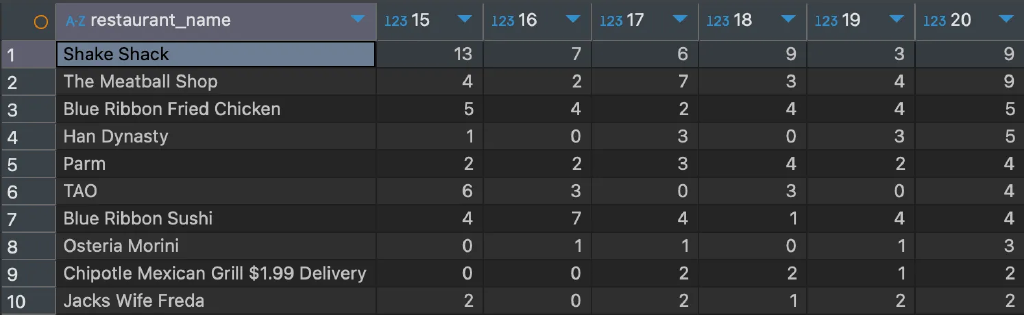 A-Z restaurant_name 123 15 123 16 123 17 123 18 123 19 123 20
1 Shake Shack 13 7 6 9 3 9
2 The Meatball Shop 4 2 7 3 4 9
3 Blue Ribbon Fried Chicken 5 4 2 4 4 5
4 Han Dynasty 1 0 3 0 3 5
5 Parm 2 2 3 4 2 4
6 TAO 6 3 0 3 0 4
7 Blue Ribbon Sushi 4 7 4 1 4 4
8 Osteria Morini 0 1 1 0 1 3
9 Chipotle Mexican Grill $1.99 Delivery 0 0 2 2 1 2
10 Jacks Wife Freda 2 0 2 1 2 2